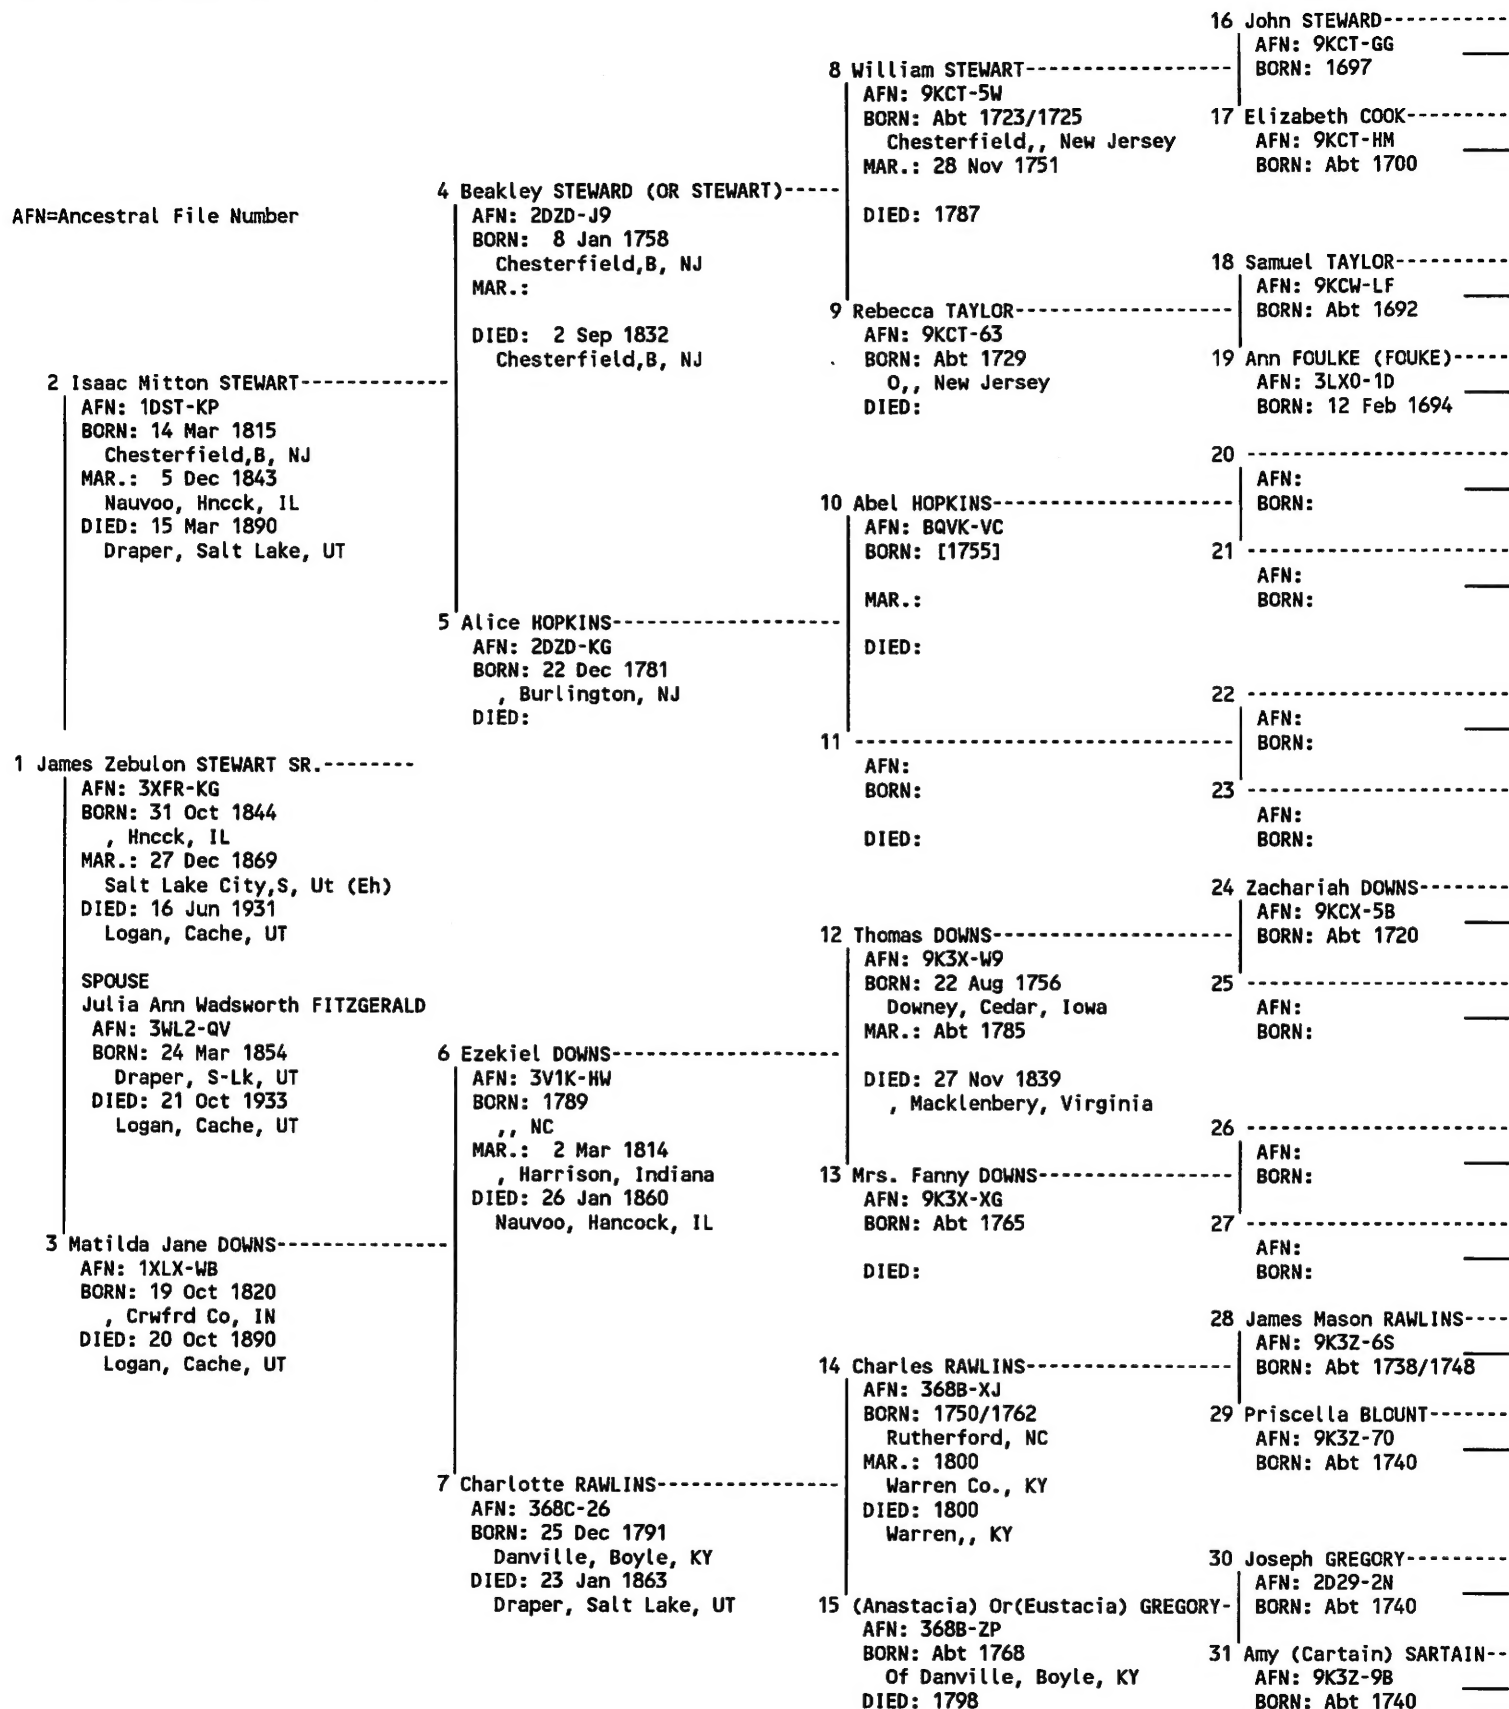 AFN=Ancestral File Number
1 James Zebulon STEWART SR.--------
AFN: 3XFR-KG
BORN: 31 Oct 1844
, Hncck, IL
MAR.: 27 Dec 1869
Salt Lake City,S, Ut (Eh)
DIED: 16 Jun 1931
Logan, Cache, UT
SPOUSE
Julia Ann Wadsworth FITZGERALD
AFN: 3WL2-QV
BORN: 24 Mar 1854
Draper, S-Lk, UT
DIED: 21 Oct 1933
Logan, Cache, UT
2 Isaac Mitton STEWART-------------
AFN: 1DST-KP
BORN: 14 Mar 1815
Chesterfield,B, NJ
MAR.: 5 Dec 1843
Nauvoo, Hncck, IL
DIED: 15 Mar 1890
Draper, Salt Lake, UT
3 Matilda Jane DOWNS---------------
AFN: 1XLX-WB
BORN: 19 Oct 1820
, Crwfrd Co, IN
DIED: 20 Oct 1890
Logan, Cache, UT
4 Beakley STEWARD (OR STEWART)-----
AFN: 2DZD-J9
BORN: 8 Jan 1758
Chesterfield,B, NJ
MAR.:
DIED: 2 Sep 1832
Chesterfield,B, NJ
5 Alice HOPKINS--------------------
AFN: 2DZD-KG
BORN: 22 Dec 1781
, Burlington, NJ
DIED:
6 Ezekiel DOWNS--------------------
AFN: 3V1K-HW
BORN: 1789
,, NC
MAR.: 2 Mar 1814
, Harrison, Indiana
DIED: 26 Jan 1860
Nauvoo, Hancock, IL
7 Charlotte RAWLINS----------------
AFN: 368C-26
BORN: 25 Dec 1791
Danville, Boyle, KY
DIED: 23 Jan 1863
Draper, Salt Lake, UT
8 William STEWART------------------
AFN: 9KCT-5W
BORN: Abt 1723/1725
Chesterfield,, New Jersey
MAR.: 28 Nov 1751
DIED: 1787
9 Rebecca TAYLOR-------------------
AFN: 9KCT-63
BORN: Abt 1729
O,, New Jersey
DIED:
10 Abel HOPKINS---------------------
AFN: BQVK-VC
BORN: [1755]
MAR.:
DIED:
11 ---------------------------------
AFN:
BORN:
DIED:
12 Thomas DOWNS---------------------
AFN: 9K3X-W9
BORN: 22 Aug 1756
Downey, Cedar, Iowa
MAR.: Abt 1785
DIED: 27 Nov 1839
, Macklenbery, Virginia
13 Mrs. Fanny DOWNS-----------------
AFN: 9K3X-XG
BORN: Abt 1765
DIED:
14 Charles RAWLINS------------------
AFN: 368B-XJ
BORN: 1750/1762
Rutherford, NC
MAR.: 1800
Warren Co., KY
DIED: 1800
Warren,, KY
15 (Anastacia) Or(Eustacia) GREGORY-
AFN: 368B-ZP
BORN: Abt 1768
Of Danville, Boyle, KY
DIED: 1798
16 John STEWARD-----------
AFN: 9KCT-GG
BORN: 1697
17 Elizabeth COOK---------
AFN: 9KCT-HM
BORN: Abt 1700
18 Samuel TAYLOR----------
AFN: 9KCW-LF
BORN: Abt 1692
19 Ann FOULKE (FOUKE)-----
AFN: 3LX0-1D
BORN: 12 Feb 1694
20 -----------------------
AFN:
BORN:
21 -----------------------
AFN:
BORN:
22 -----------------------
AFN:
BORN:
23 -----------------------
AFN:
BORN:
24 Zachariah DOWNS--------
AFN: 9KCX-5B
BORN: Abt 1720
25 -----------------------
AFN:
BORN:
26 -----------------------
AFN:
BORN:
27 -----------------------
AFN:
BORN:
28 James Mason RAWLINS----
AFN: 9K3Z-6S
BORN: Abt 1738/1748
29 Priscella BLOUNT-------
AFN: 9K3Z-70
BORN: Abt 1740
30 Joseph GREGORY---------
AFN: 2D29-2N
BORN: Abt 1740
31 Amy (Cartain) SARTAIN--
AFN: 9K3Z-9B
BORN: Abt 1740